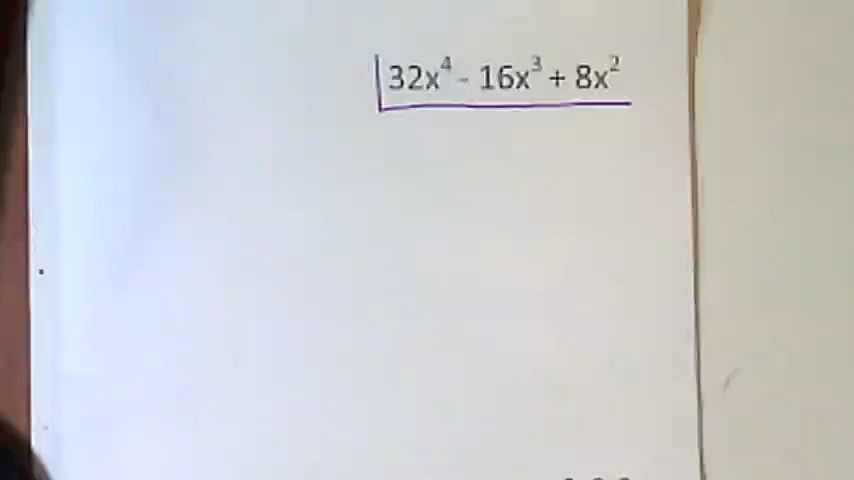 32x⁴ - 16x³ + 8x²